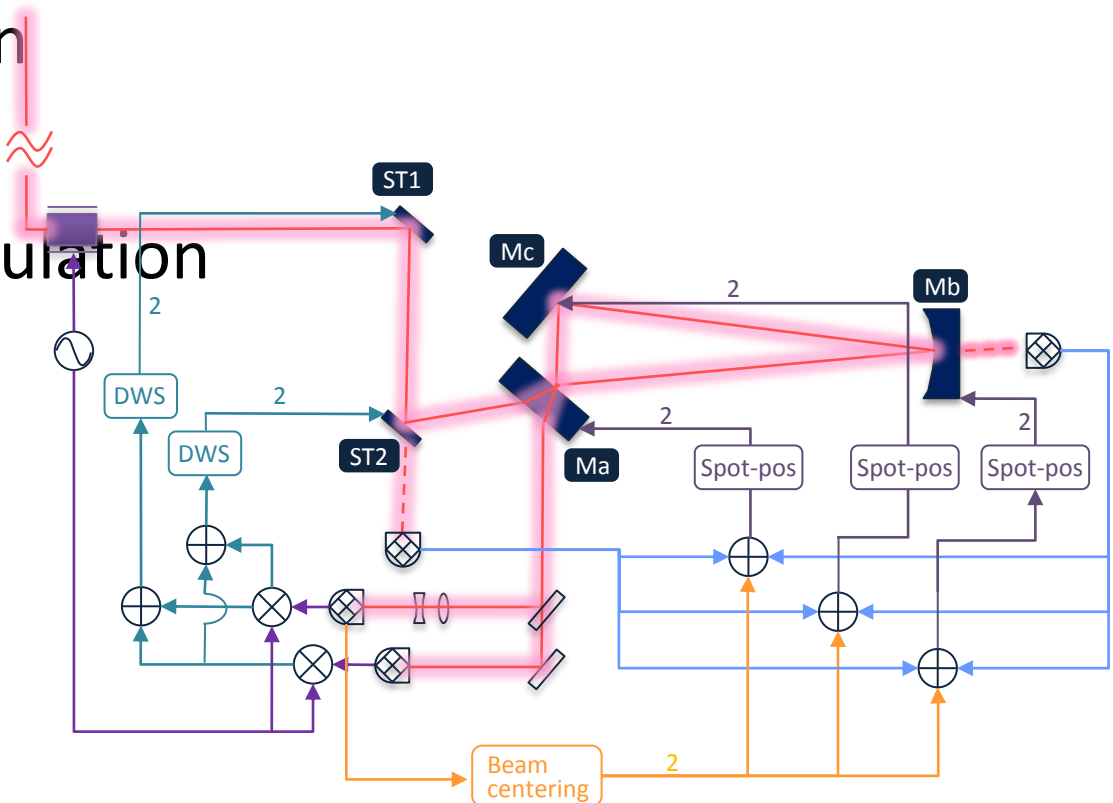 n
ulation
ST1
Mc
Mb
2
2
DWS
2
DWS
ST2
Ma
2
2
Spot-pos
Spot-pos
Spot-pos
Beam
centering
2